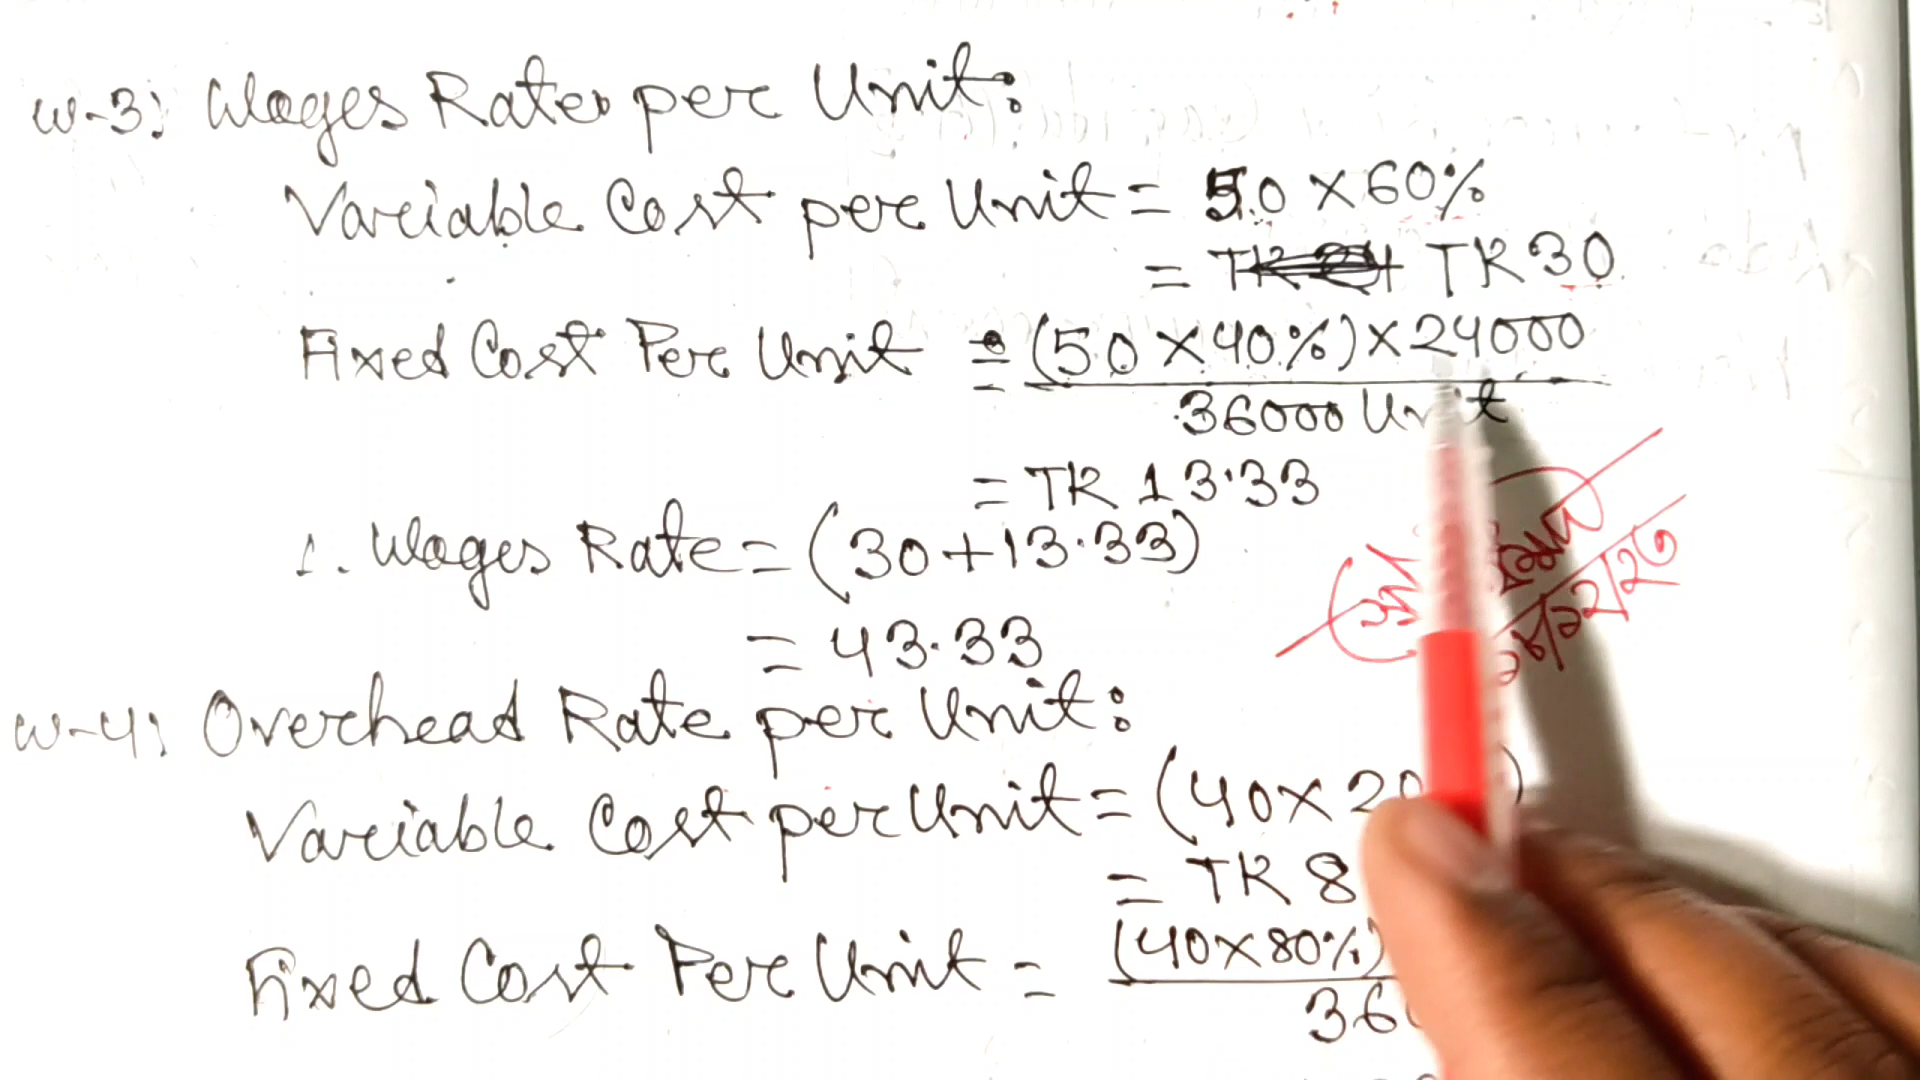 W-3: Wages Rate per Unit:
Variable Cost per Unit = 50 × 60%
= TK 30
Fixed Cost Per Unit = (50 × 40%) × 24000
36000 Unit
= TK 13.33
∴ Wages Rate = (30 + 13.33)
= 43.33
W-4: Overhead Rate per Unit:
Variable Cost per Unit = (40 × 20 )
= TK 8
Fixed Cost Per Unit = (40 × 80%)
36